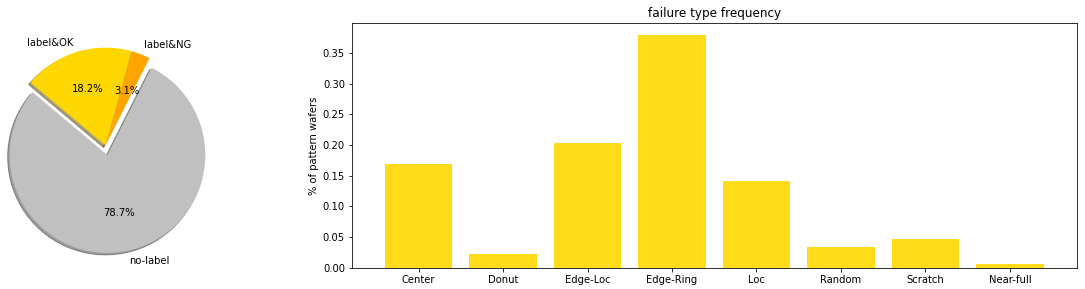 label&OK
label&NG
18.2%
3.1%
78.7%
no-label
failure type frequency
% of pattern wafers
0.35
0.30
0.25
0.20
0.15
0.10
0.05
0.00
Center Donut Edge-Loc Edge-Ring Loc Random Scratch Near-full